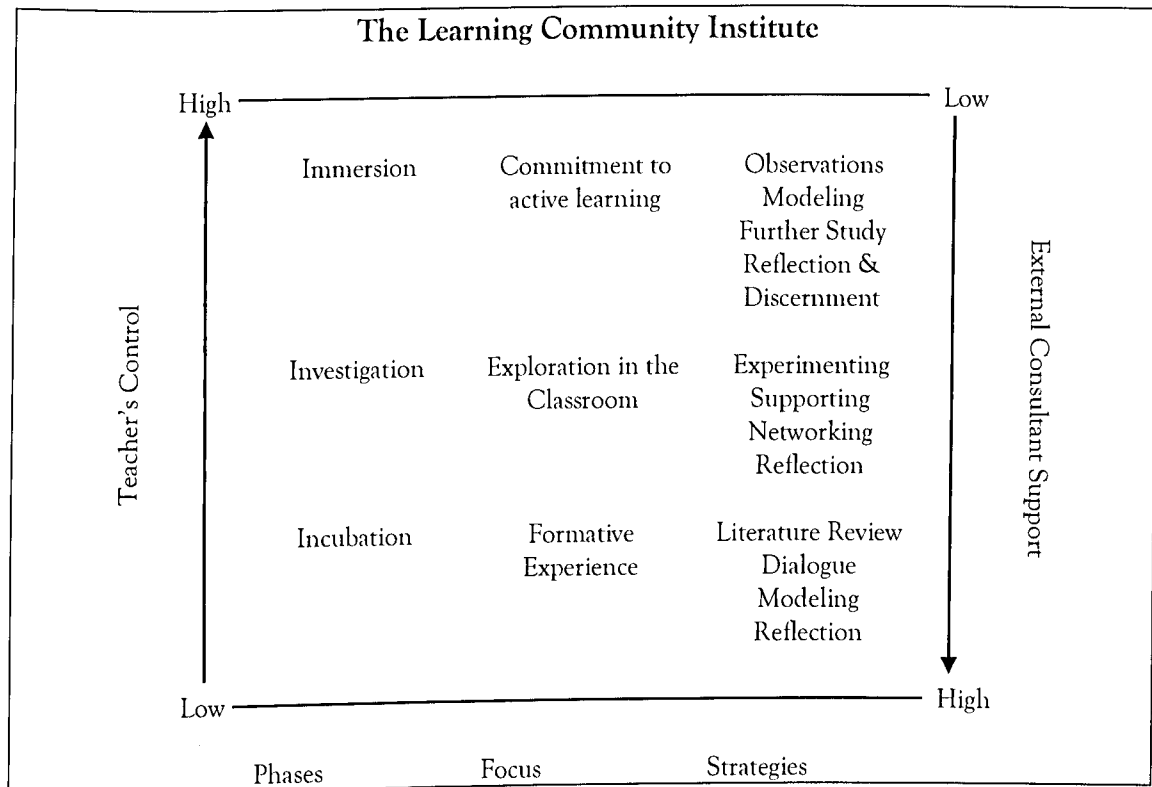 The Learning Community Institute
High
Low
Immersion
Commitment to
active learning
Observations
Modeling
Further Study
Reflection &
Discernment
Teacher's Control
External Consultant Support
Investigation
Exploration in the
Classroom
Experimenting
Supporting
Networking
Reflection
Incubation
Formative
Experience
Literature Review
Dialogue
Modeling
Reflection
Low
High
Phases
Focus
Strategies